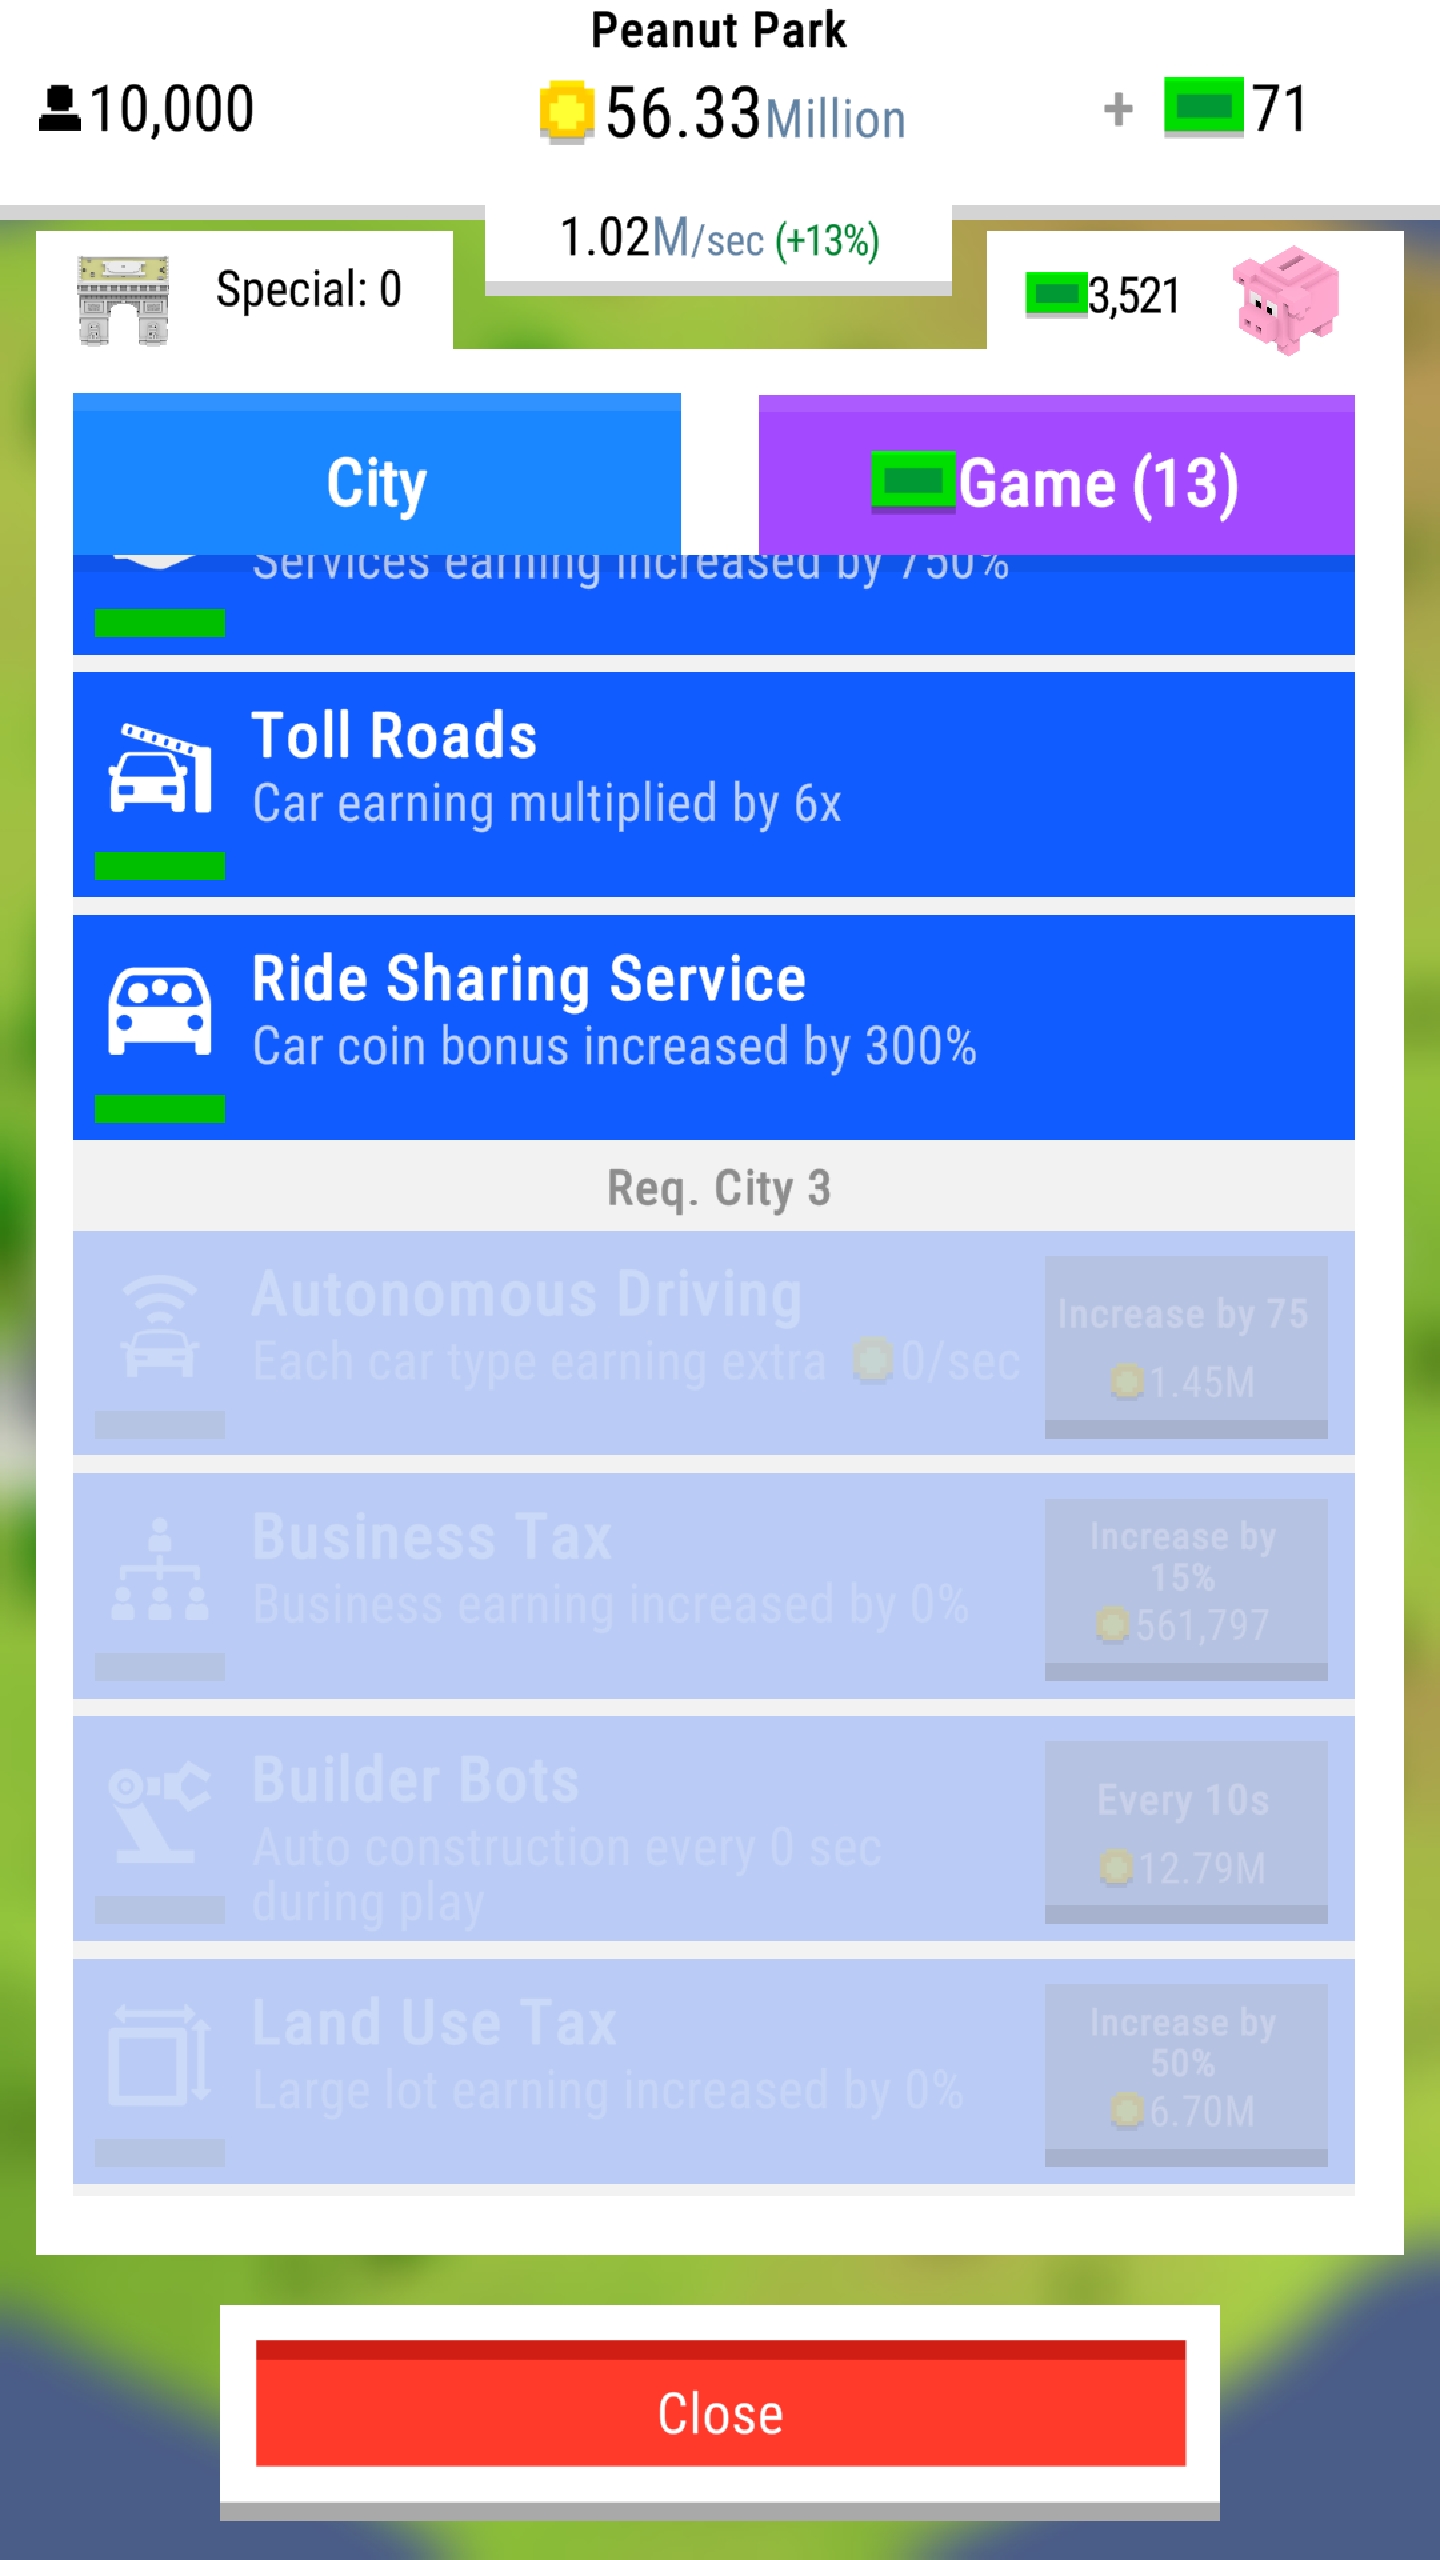 Peanut Park
10,000
56.33Million
+ 71
1.02M/sec (+13%)
Special: 0
3,521
City
Game (13)
Services earning increased by 750%
Toll Roads
Car earning multiplied by 6x
Ride Sharing Service
Car coin bonus increased by 300%
Req. City 3
Autonomous Driving
Each car type earning extra 0/sec
Increase by 75
1.45M
Business Tax
Business earning increased by 0%
Increase by
15%
561,797
Builder Bots
Auto construction every 0 sec
during play
Every 10s
12.79M
Land Use Tax
Large lot earning increased by 0%
Increase by
50%
6.70M
Close